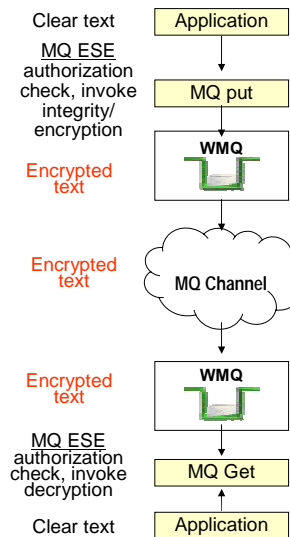 Clear text
Application
MQ ESE
authorization
check, invoke
integrity/
encryption
MQ put
WMQ
Encrypted
text
Encrypted
text
MQ Channel
WMQ
Encrypted
text
MQ ESE
authorization
check, invoke
decryption
MQ Get
Clear text
Application